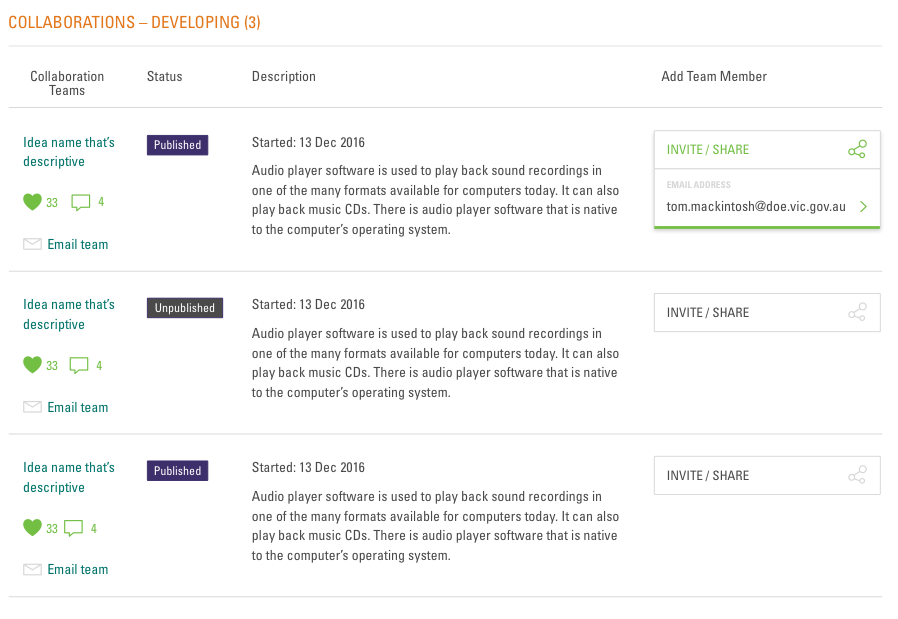 COLLABORATIONS – DEVELOPING (3)
Collaboration
Teams
Status
Description
Add Team Member
Idea name that’s
descriptive
33
4
Email team
Published
Started: 13 Dec 2016
Audio player software is used to play back sound recordings in
one of the many formats available for computers today. It can also
play back music CDs. There is audio player software that is native
to the computer’s operating system.
INVITE / SHARE
EMAIL ADDRESS
tom.mackintosh@doe.vic.gov.au
Idea name that’s
descriptive
33
4
Email team
Unpublished
Started: 13 Dec 2016
Audio player software is used to play back sound recordings in
one of the many formats available for computers today. It can also
play back music CDs. There is audio player software that is native
to the computer’s operating system.
INVITE / SHARE
Idea name that’s
descriptive
33
4
Email team
Published
Started: 13 Dec 2016
Audio player software is used to play back sound recordings in
one of the many formats available for computers today. It can also
play back music CDs. There is audio player software that is native
to the computer’s operating system.
INVITE / SHARE